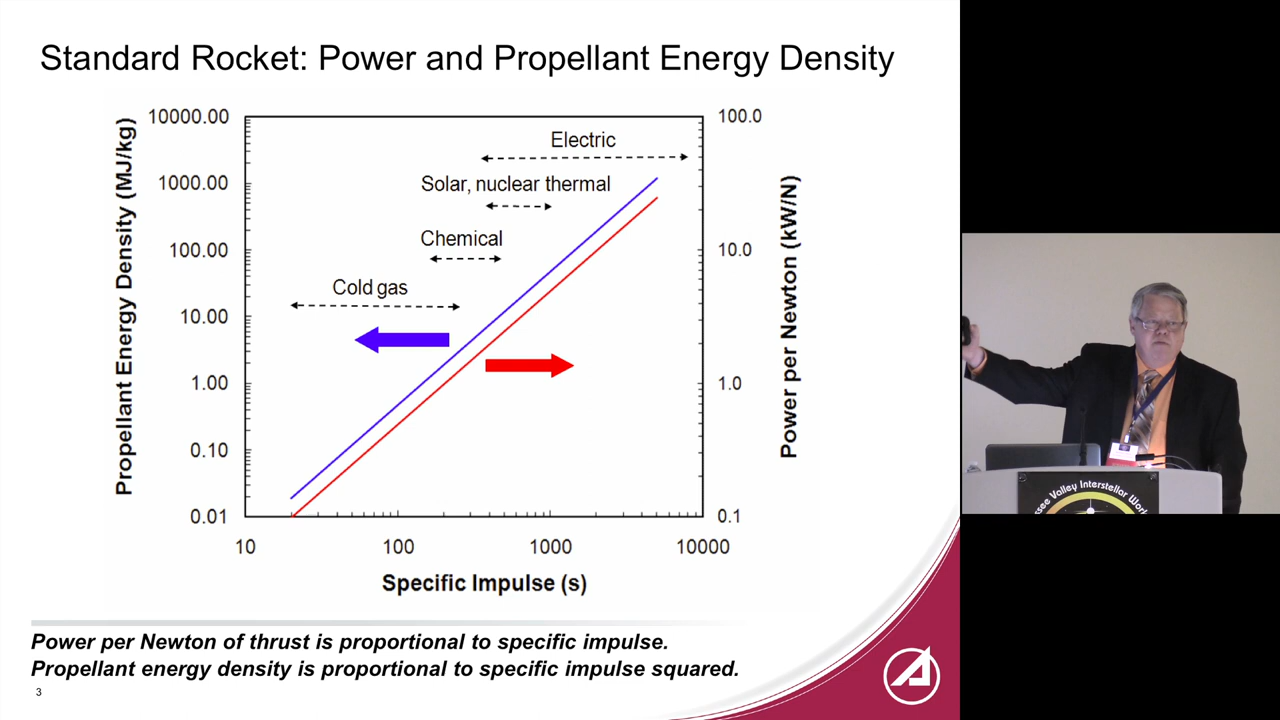 Standard Rocket: Power and Propellant Energy Density
Propellant Energy Density (MJ/kg)
10000.00
1000.00
100.00
10.00
1.00
0.10
0.01
Electric
Solar, nuclear thermal
Chemical
Cold gas
100.0
10.0
1.0
0.1
Power per Newton (kW/N)
10
100
1000
10000
Specific Impulse (s)
Power per Newton of thrust is proportional to specific impulse.
Propellant energy density is proportional to specific impulse squared.
3
Valley Interstellar